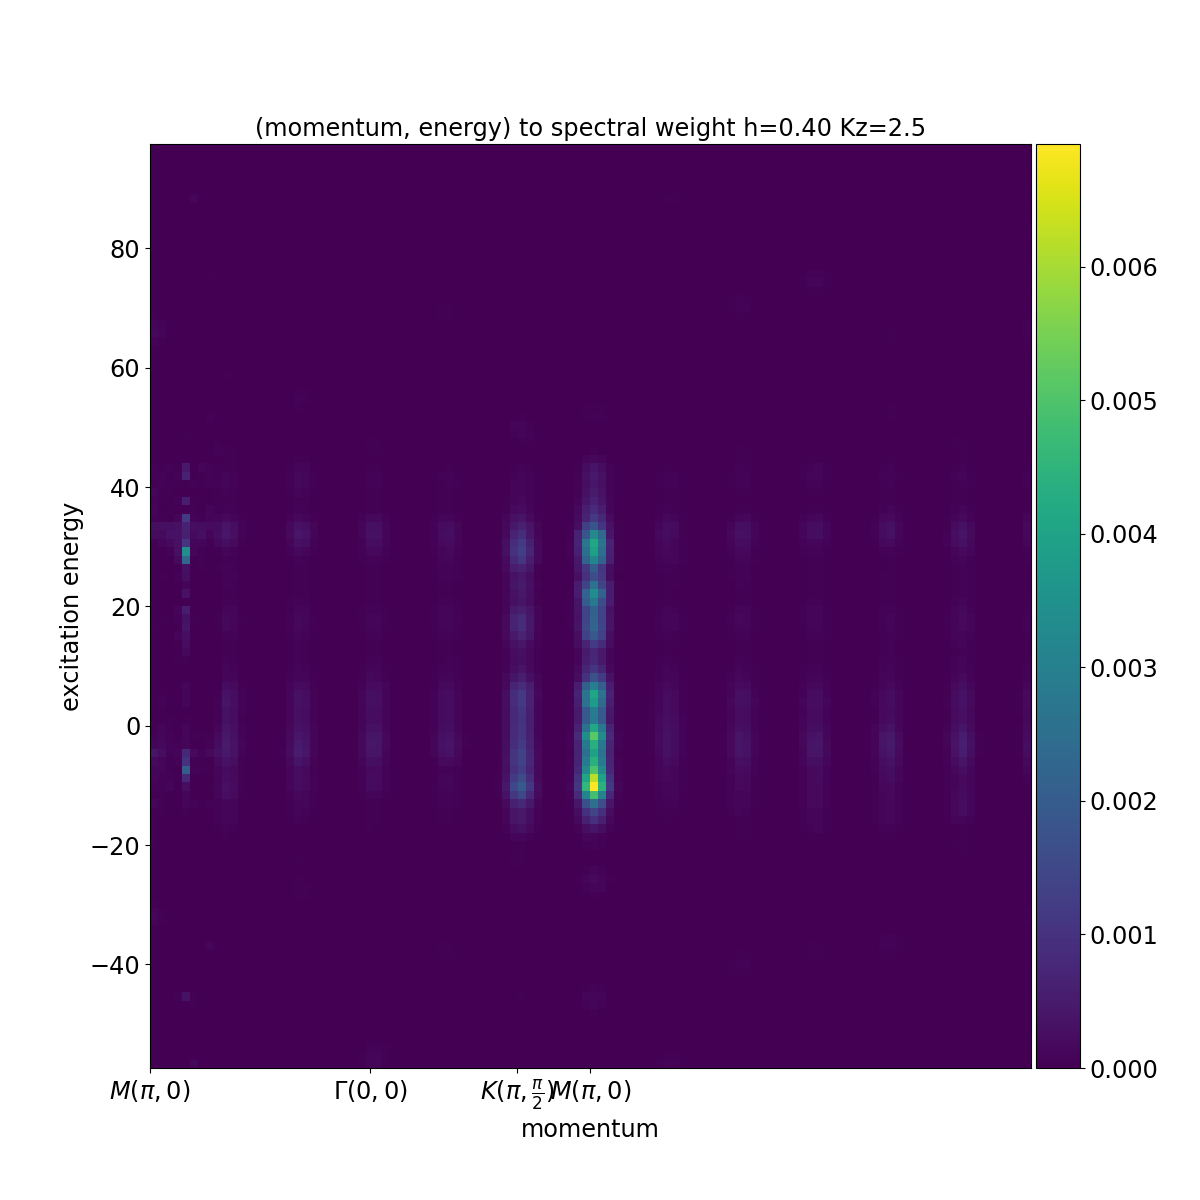 (momentum, energy) to spectral weight h=0.40 Kz=2.5
excitation energy
80
60
40
20
0
−20
−40
M(π, 0)
Γ(0, 0)
K(π, π/2)
M(π, 0)
momentum
0.006
0.005
0.004
0.003
0.002
0.001
0.000